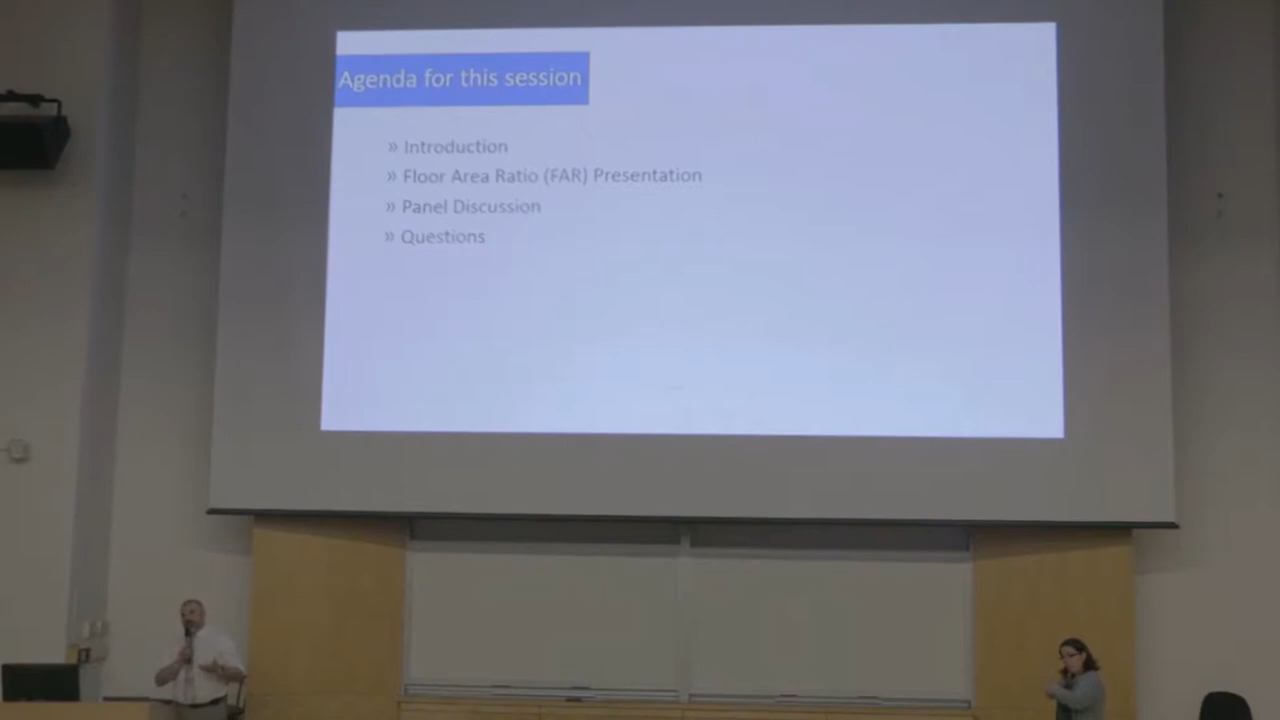 Agenda for this session
» Introduction
» Floor Area Ratio (FAR) Presentation
» Panel Discussion
» Questions